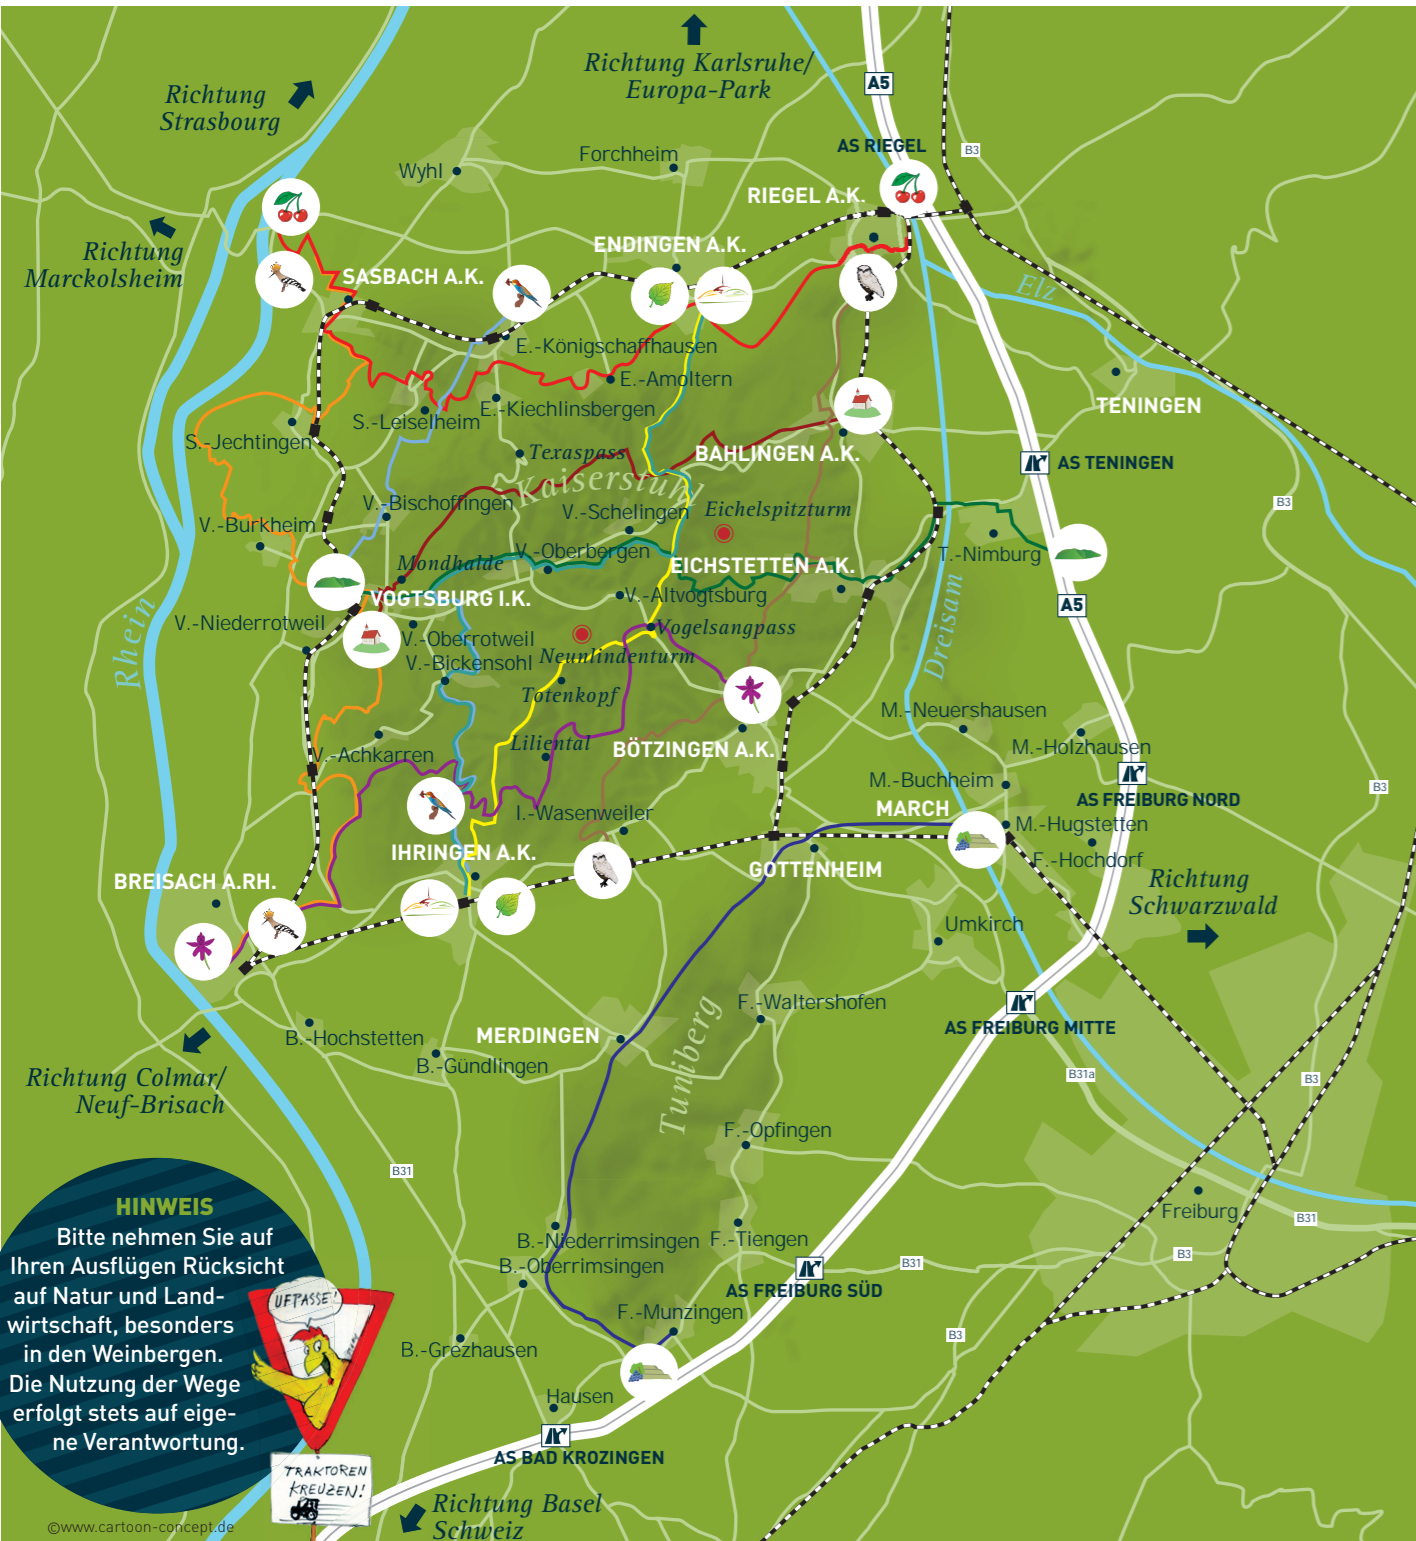 Richtung Karlsruhe/
Europa-Park
A5
Richtung
Strasbourg
AS RIEGEL
B3
Forchheim
Wyhl
RIEGEL A.K.
Richtung
Marckolsheim
ENDINGEN A.K.
SASBACH A.K.
Elz
E.-Königschaffhausen
E.-Amoltern
TENINGEN
E.-Kiechlinsbergen
S.-Leiselheim
S.-Jechtingen
Texaspass
BAHLINGEN A.K.
AS TENINGEN
Kaiserstuhl
V.-Bischoffingen
V.-Schelingen
Eichelspitzturm
B3
V.-Burkheim
V.-Oberbergen
T.-Nimburg
Mondhalde
EICHSTETTEN A.K.
VOGTSBURG I.K.
V.-Altvogtsburg
A5
Rhein
Dreisam
V.-Niederrotweil
V.-Oberrotweil
Vogelsangpass
V.-Bickensohl
Neunlindenturm
Totenkopf
M.-Neuershausen
Liliental
BÖTZINGEN A.K.
M.-Holzhausen
V.-Achkarren
M.-Buchheim
B3
AS FREIBURG NORD
I.-Wasenweiler
MARCH
M.-Hugstetten
IHRINGEN A.K.
F.-Hochdorf
GOTTENHEIM
BREISACH A.RH.
Richtung
Schwarzwald
Umkirch
F.-Waltershofen
AS FREIBURG MITTE
B.-Hochstetten
MERDINGEN
Tuniberg
B.-Gündlingen
B31a
B3
Richtung Colmar/
Neuf-Brisach
F.-Opfingen
B31
HINWEIS
Bitte nehmen Sie auf
Ihren Ausflügen Rücksicht
auf Natur und Land-
wirtschaft, besonders
in den Weinbergen.
Die Nutzung der Wege
erfolgt stets auf eige-
ne Verantwortung.
UFPASSE!
TRAKTOREN
KREUZEN!
©www.cartoon-concept.de
Freiburg
B31
B.-Niederrimsingen
F.-Tiengen
B3
B31
B.-Oberrimsingen
AS FREIBURG SÜD
F.-Munzingen
B3
B.-Grezhausen
Hausen
AS BAD KROZINGEN
Richtung Basel
Schweiz